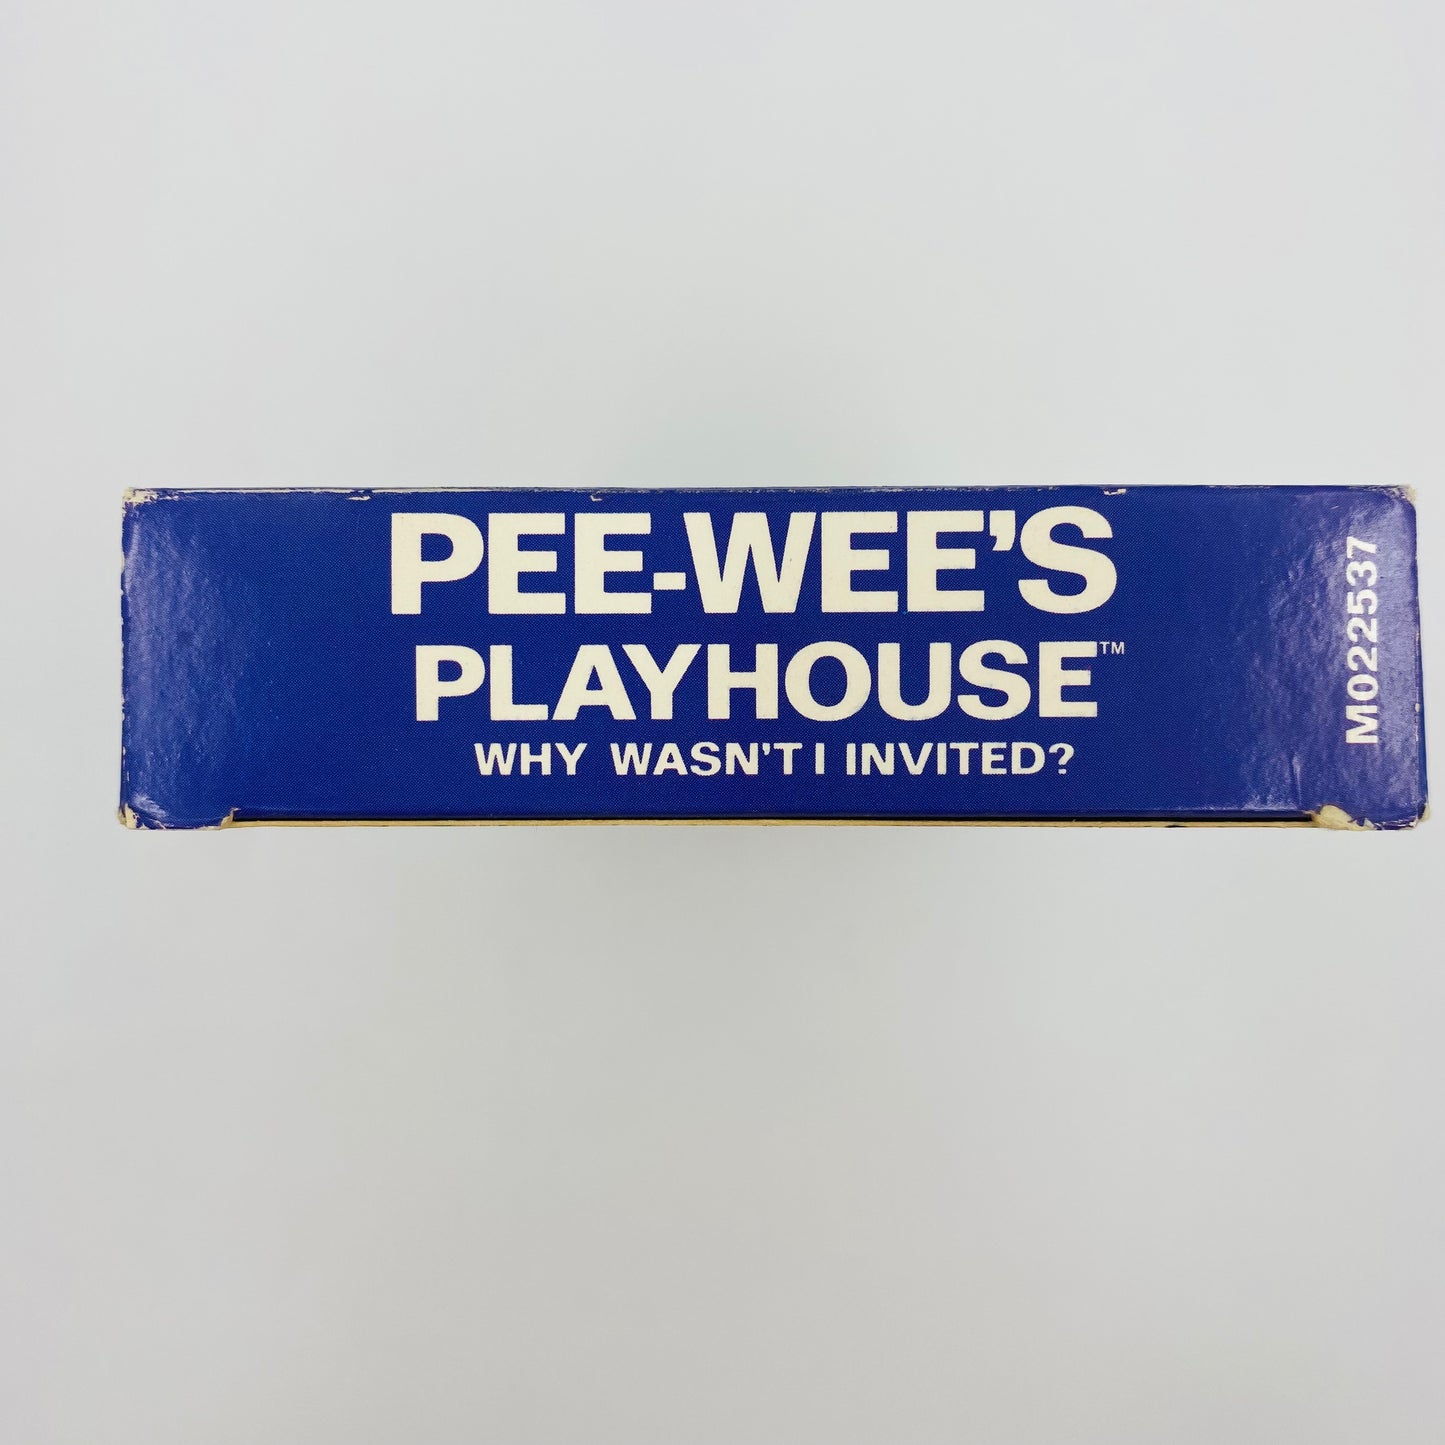 PEE-WEE'S
PLAYHOUSE™
WHY WASN'T I INVITED?
M022537